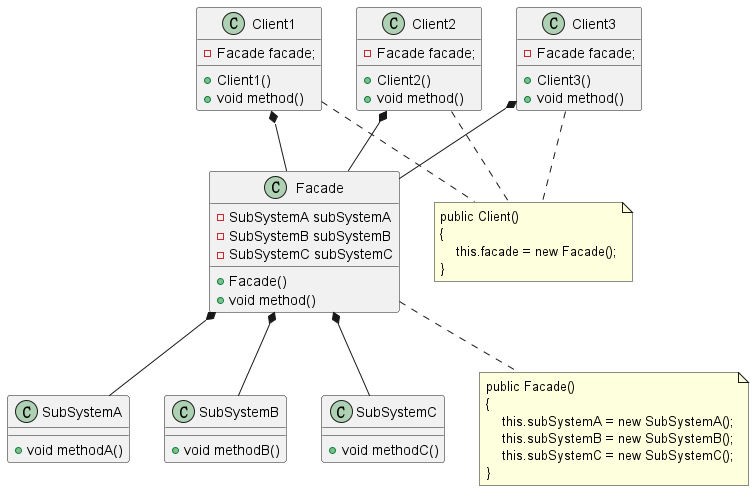 C Client1
Facade facade;
Client1()
void method()
C Client2
Facade facade;
Client2()
void method()
C Client3
Facade facade;
Client3()
void method()
C Facade
SubSystemA subSystemA
SubSystemB subSystemB
SubSystemC subSystemC
Facade()
void method()
public Client()
{
this.facade = new Facade();
}
C SubSystemA
void methodA()
C SubSystemB
void methodB()
C SubSystemC
void methodC()
public Facade()
{
this.subSystemA = new SubSystemA();
this.subSystemB = new SubSystemB();
this.subSystemC = new SubSystemC();
}